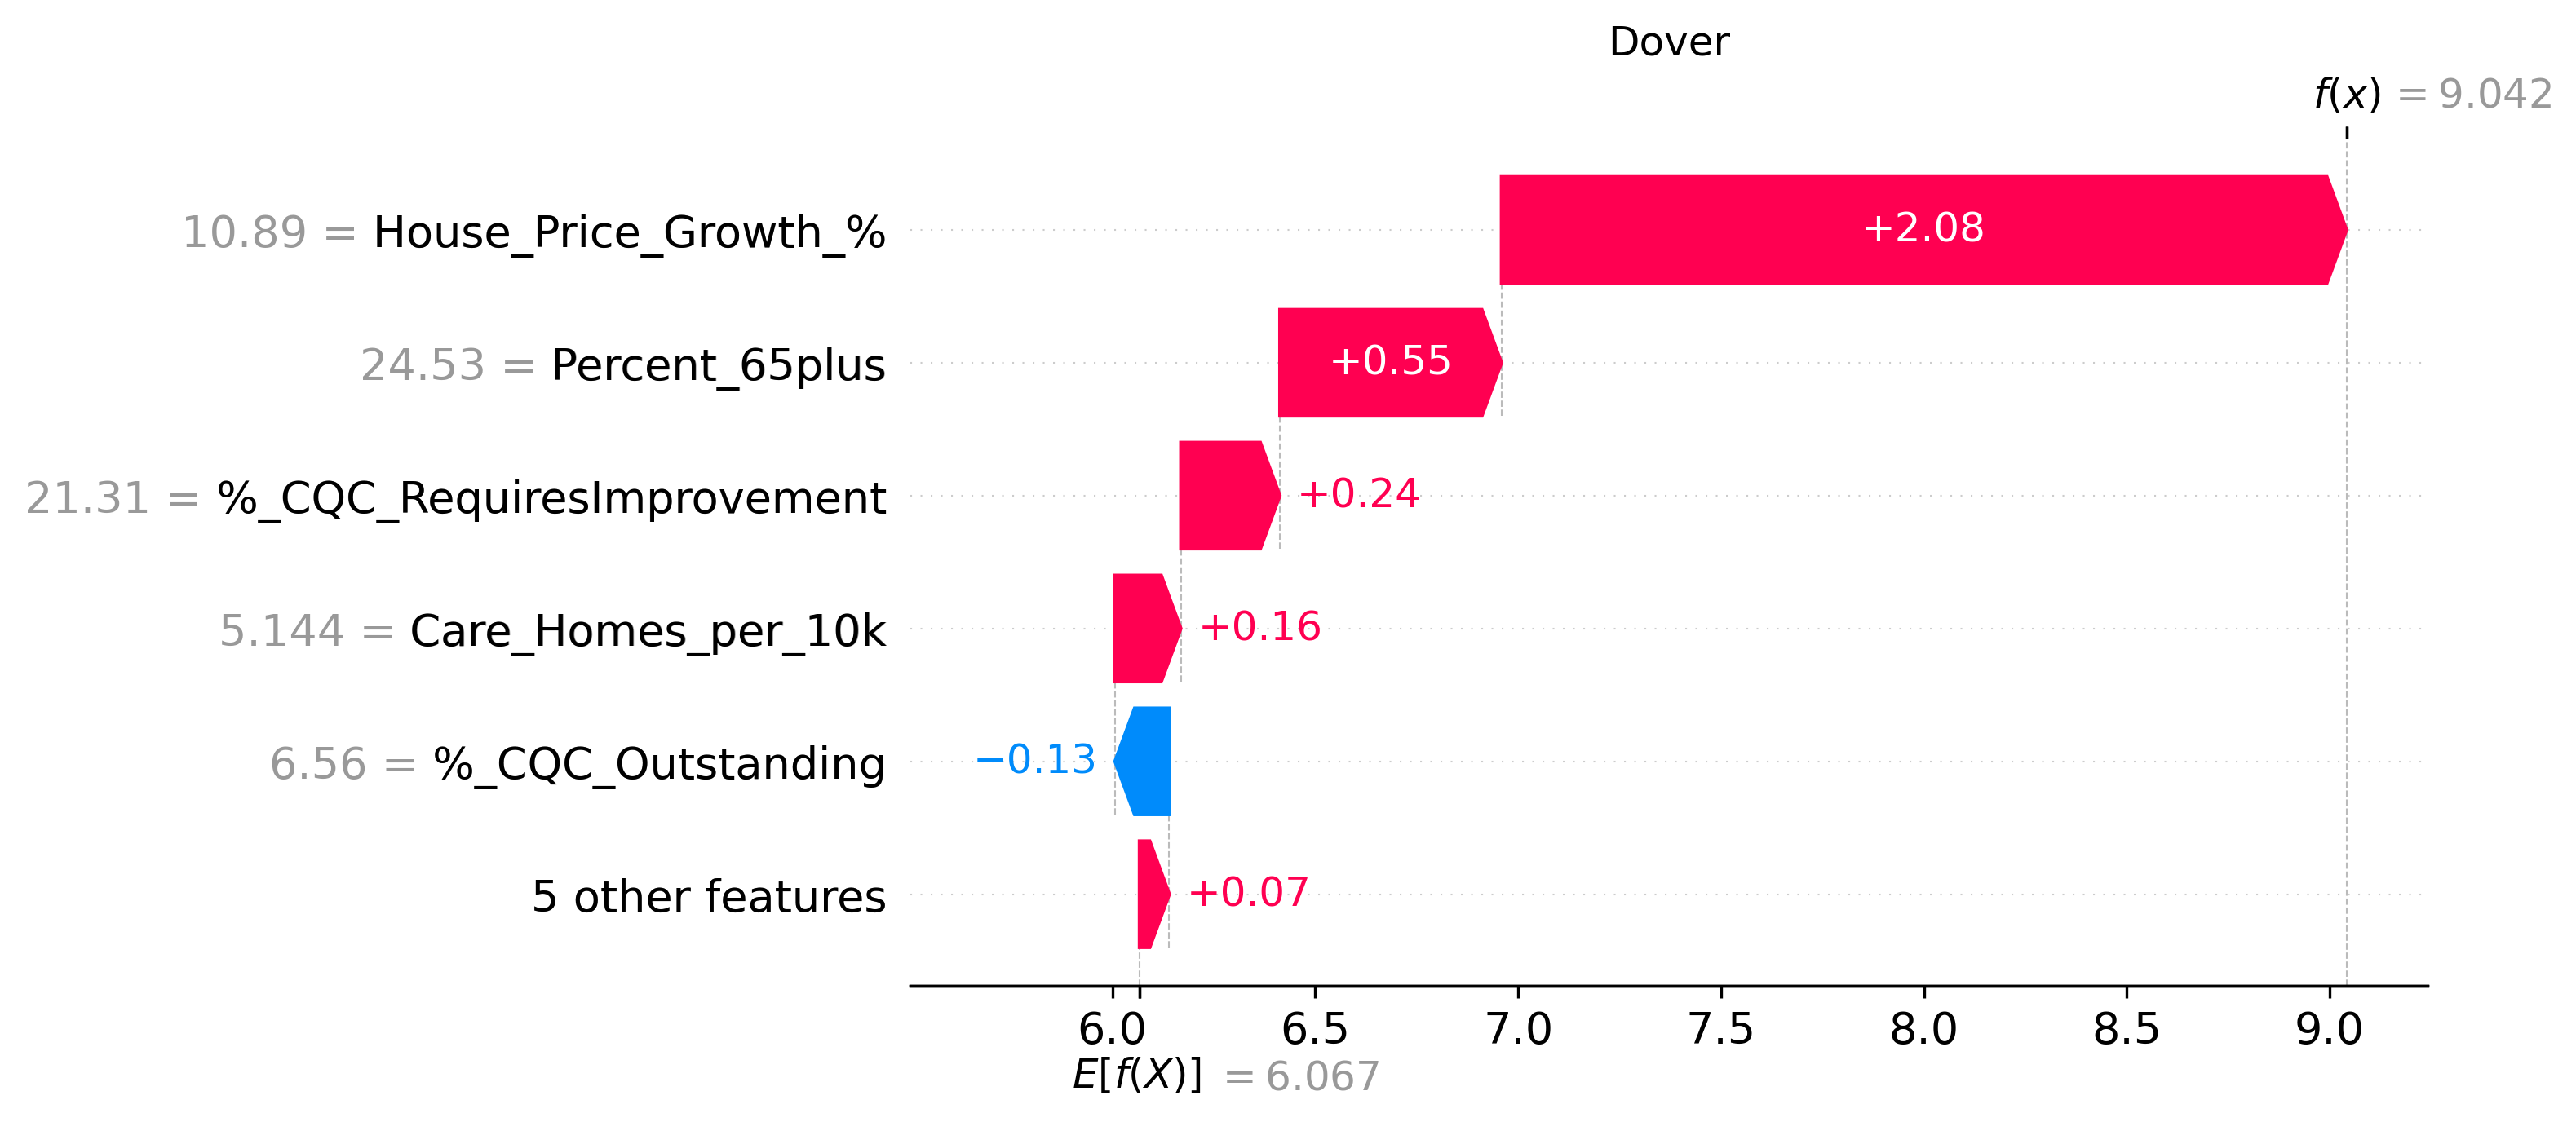 Dover
f(x) = 9.042
10.89 = House_Price_Growth_% +2.08
24.53 = Percent_65plus +0.55
21.31 = %_CQC_RequiresImprovement +0.24
5.144 = Care_Homes_per_10k +0.16
6.56 = %_CQC_Outstanding −0.13
5 other features +0.07
6.0 6.5 7.0 7.5 8.0 8.5 9.0
E[f(X)] = 6.067